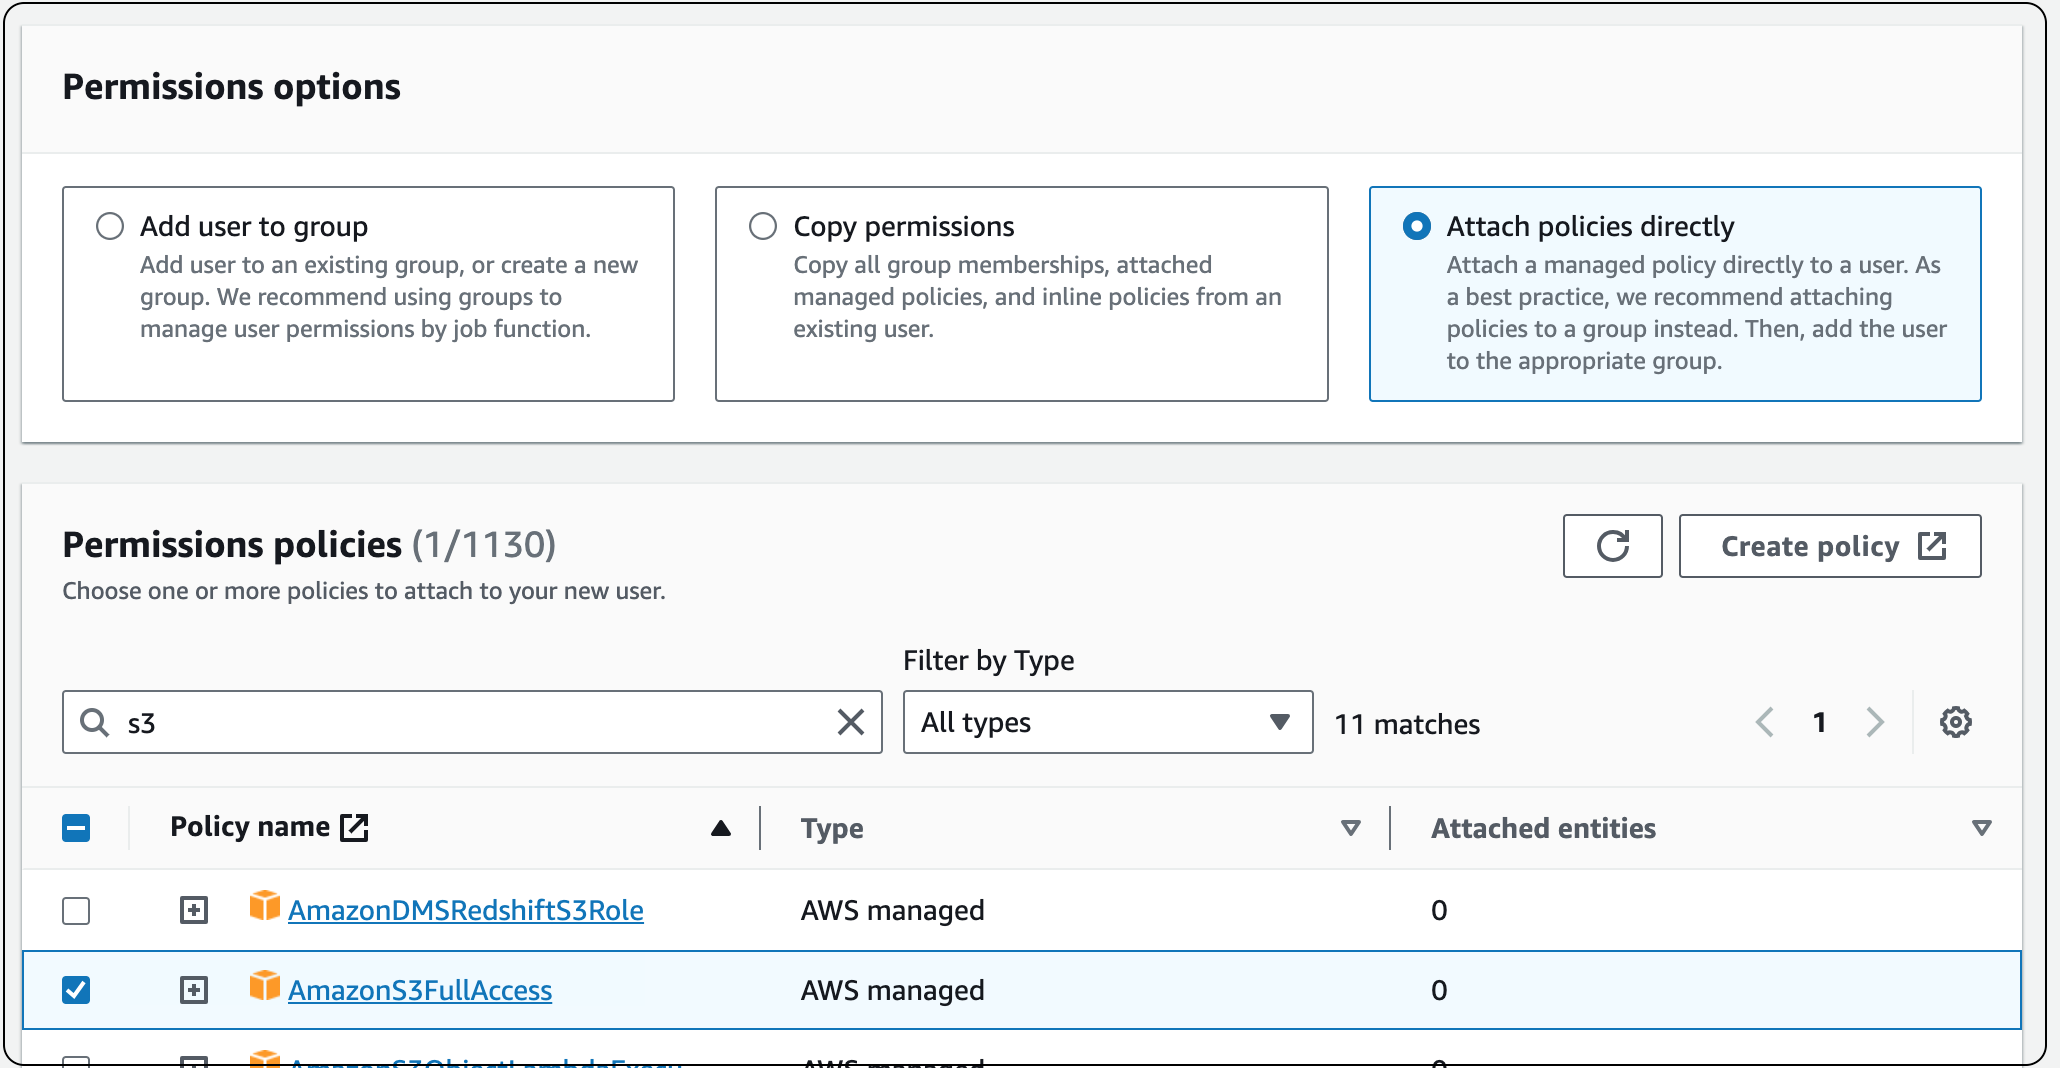 Permissions options
Add user to group
Add user to an existing group, or create a new
group. We recommend using groups to
manage user permissions by job function.
Copy permissions
Copy all group memberships, attached
managed policies, and inline policies from an
existing user.
Attach policies directly
Attach a managed policy directly to a user. As
a best practice, we recommend attaching
policies to a group instead. Then, add the user
to the appropriate group.
Permissions policies (1/1130)
Choose one or more policies to attach to your new user.
Create policy
Filter by Type
s3
All types
11 matches
1
Policy name
Type
Attached entities
AmazonDMSRedshiftS3Role
AWS managed
0
AmazonS3FullAccess
AWS managed
0
AmazonS3ObjectLambdaExecu
AWS managed
0